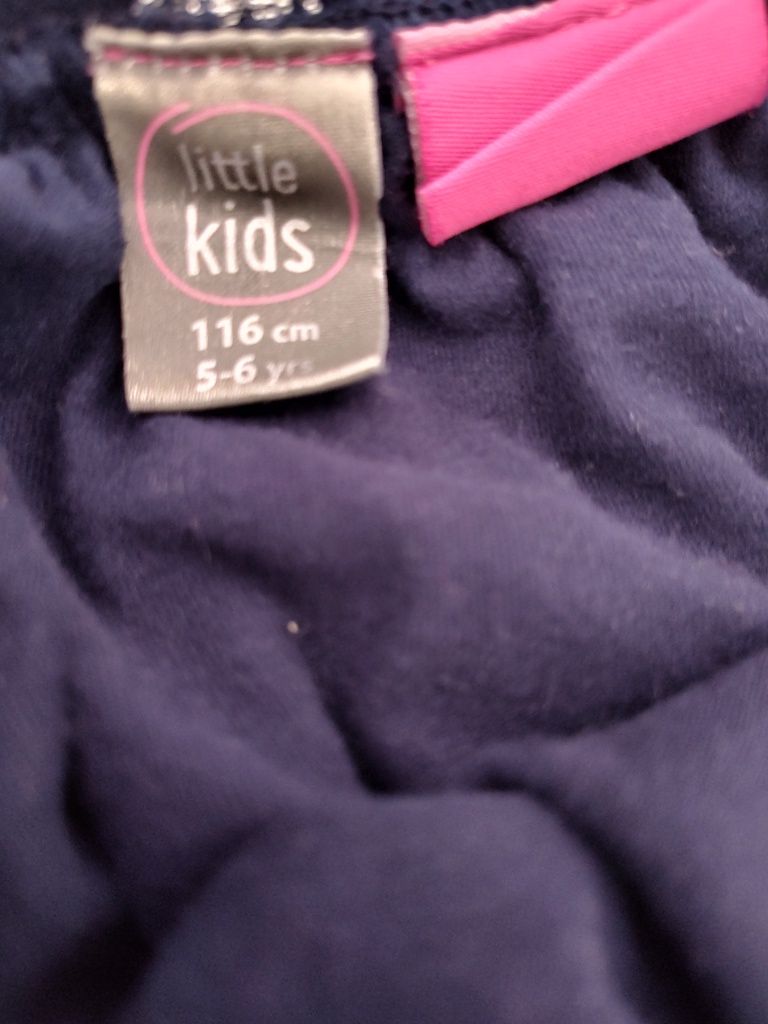 little
kids
116 cm
5-6 yrs